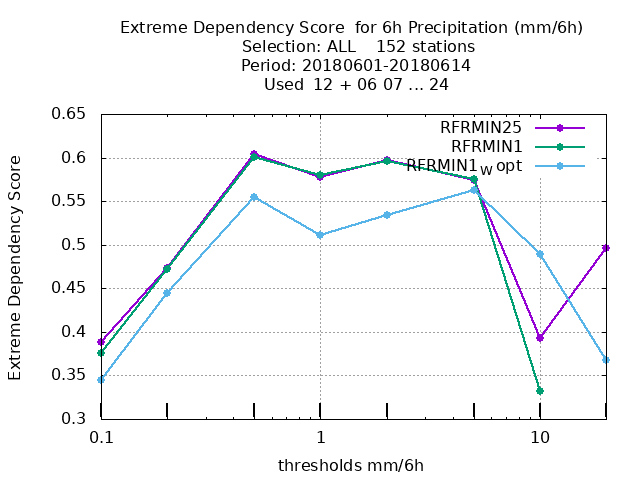 Extreme Dependency Score  for 6h Precipitation (mm/6h)
Selection: ALL    152 stations
Period: 20180601-20180614
Used  12 + 06 07 ... 24
0.65
0.6
0.55
0.5
0.45
0.4
0.35
0.3
Extreme Dependency Score
RFRMIN25
RFRMIN1
RFRMIN1w opt
0.1 1 10
thresholds mm/6h